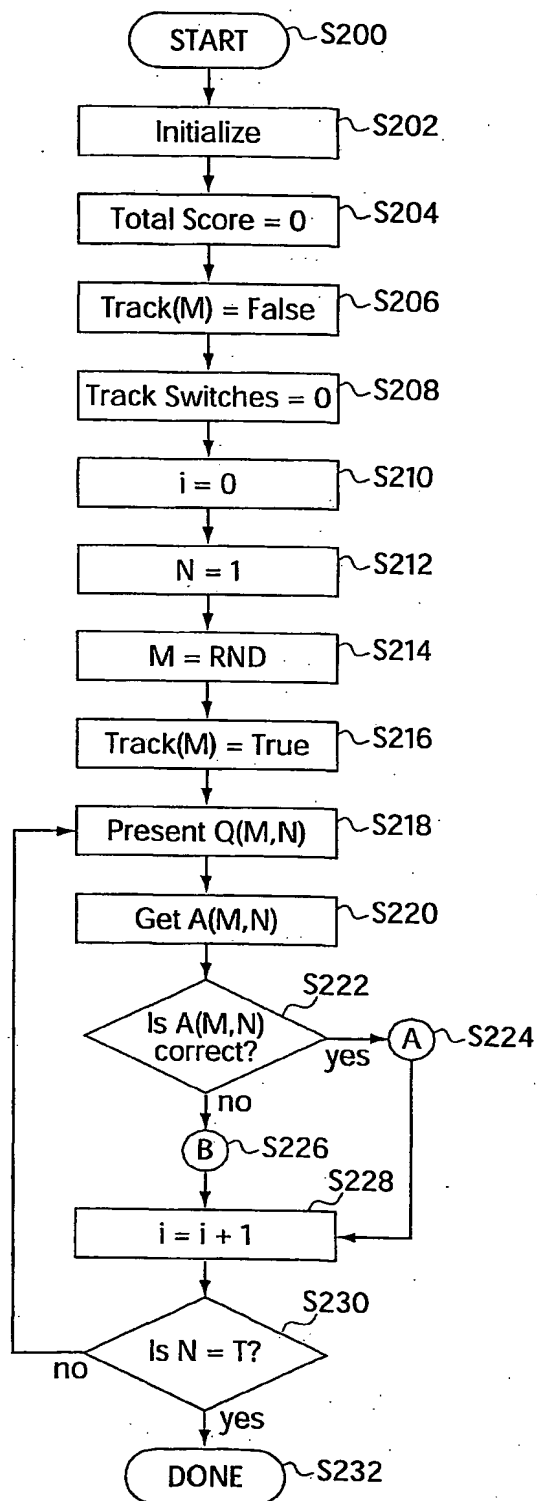 START S200
Initialize S202
Total Score = 0 S204
Track(M) = False S206
Track Switches = 0 S208
i = 0 S210
N = 1 S212
M = RND S214
Track(M) = True S216
Present Q(M,N) S218
Get A(M,N) S220
S222
Is A(M,N)
correct?
yes
A S224
no
B S226
S228
i = i + 1
S230
Is N = T?
no
yes
DONE S232